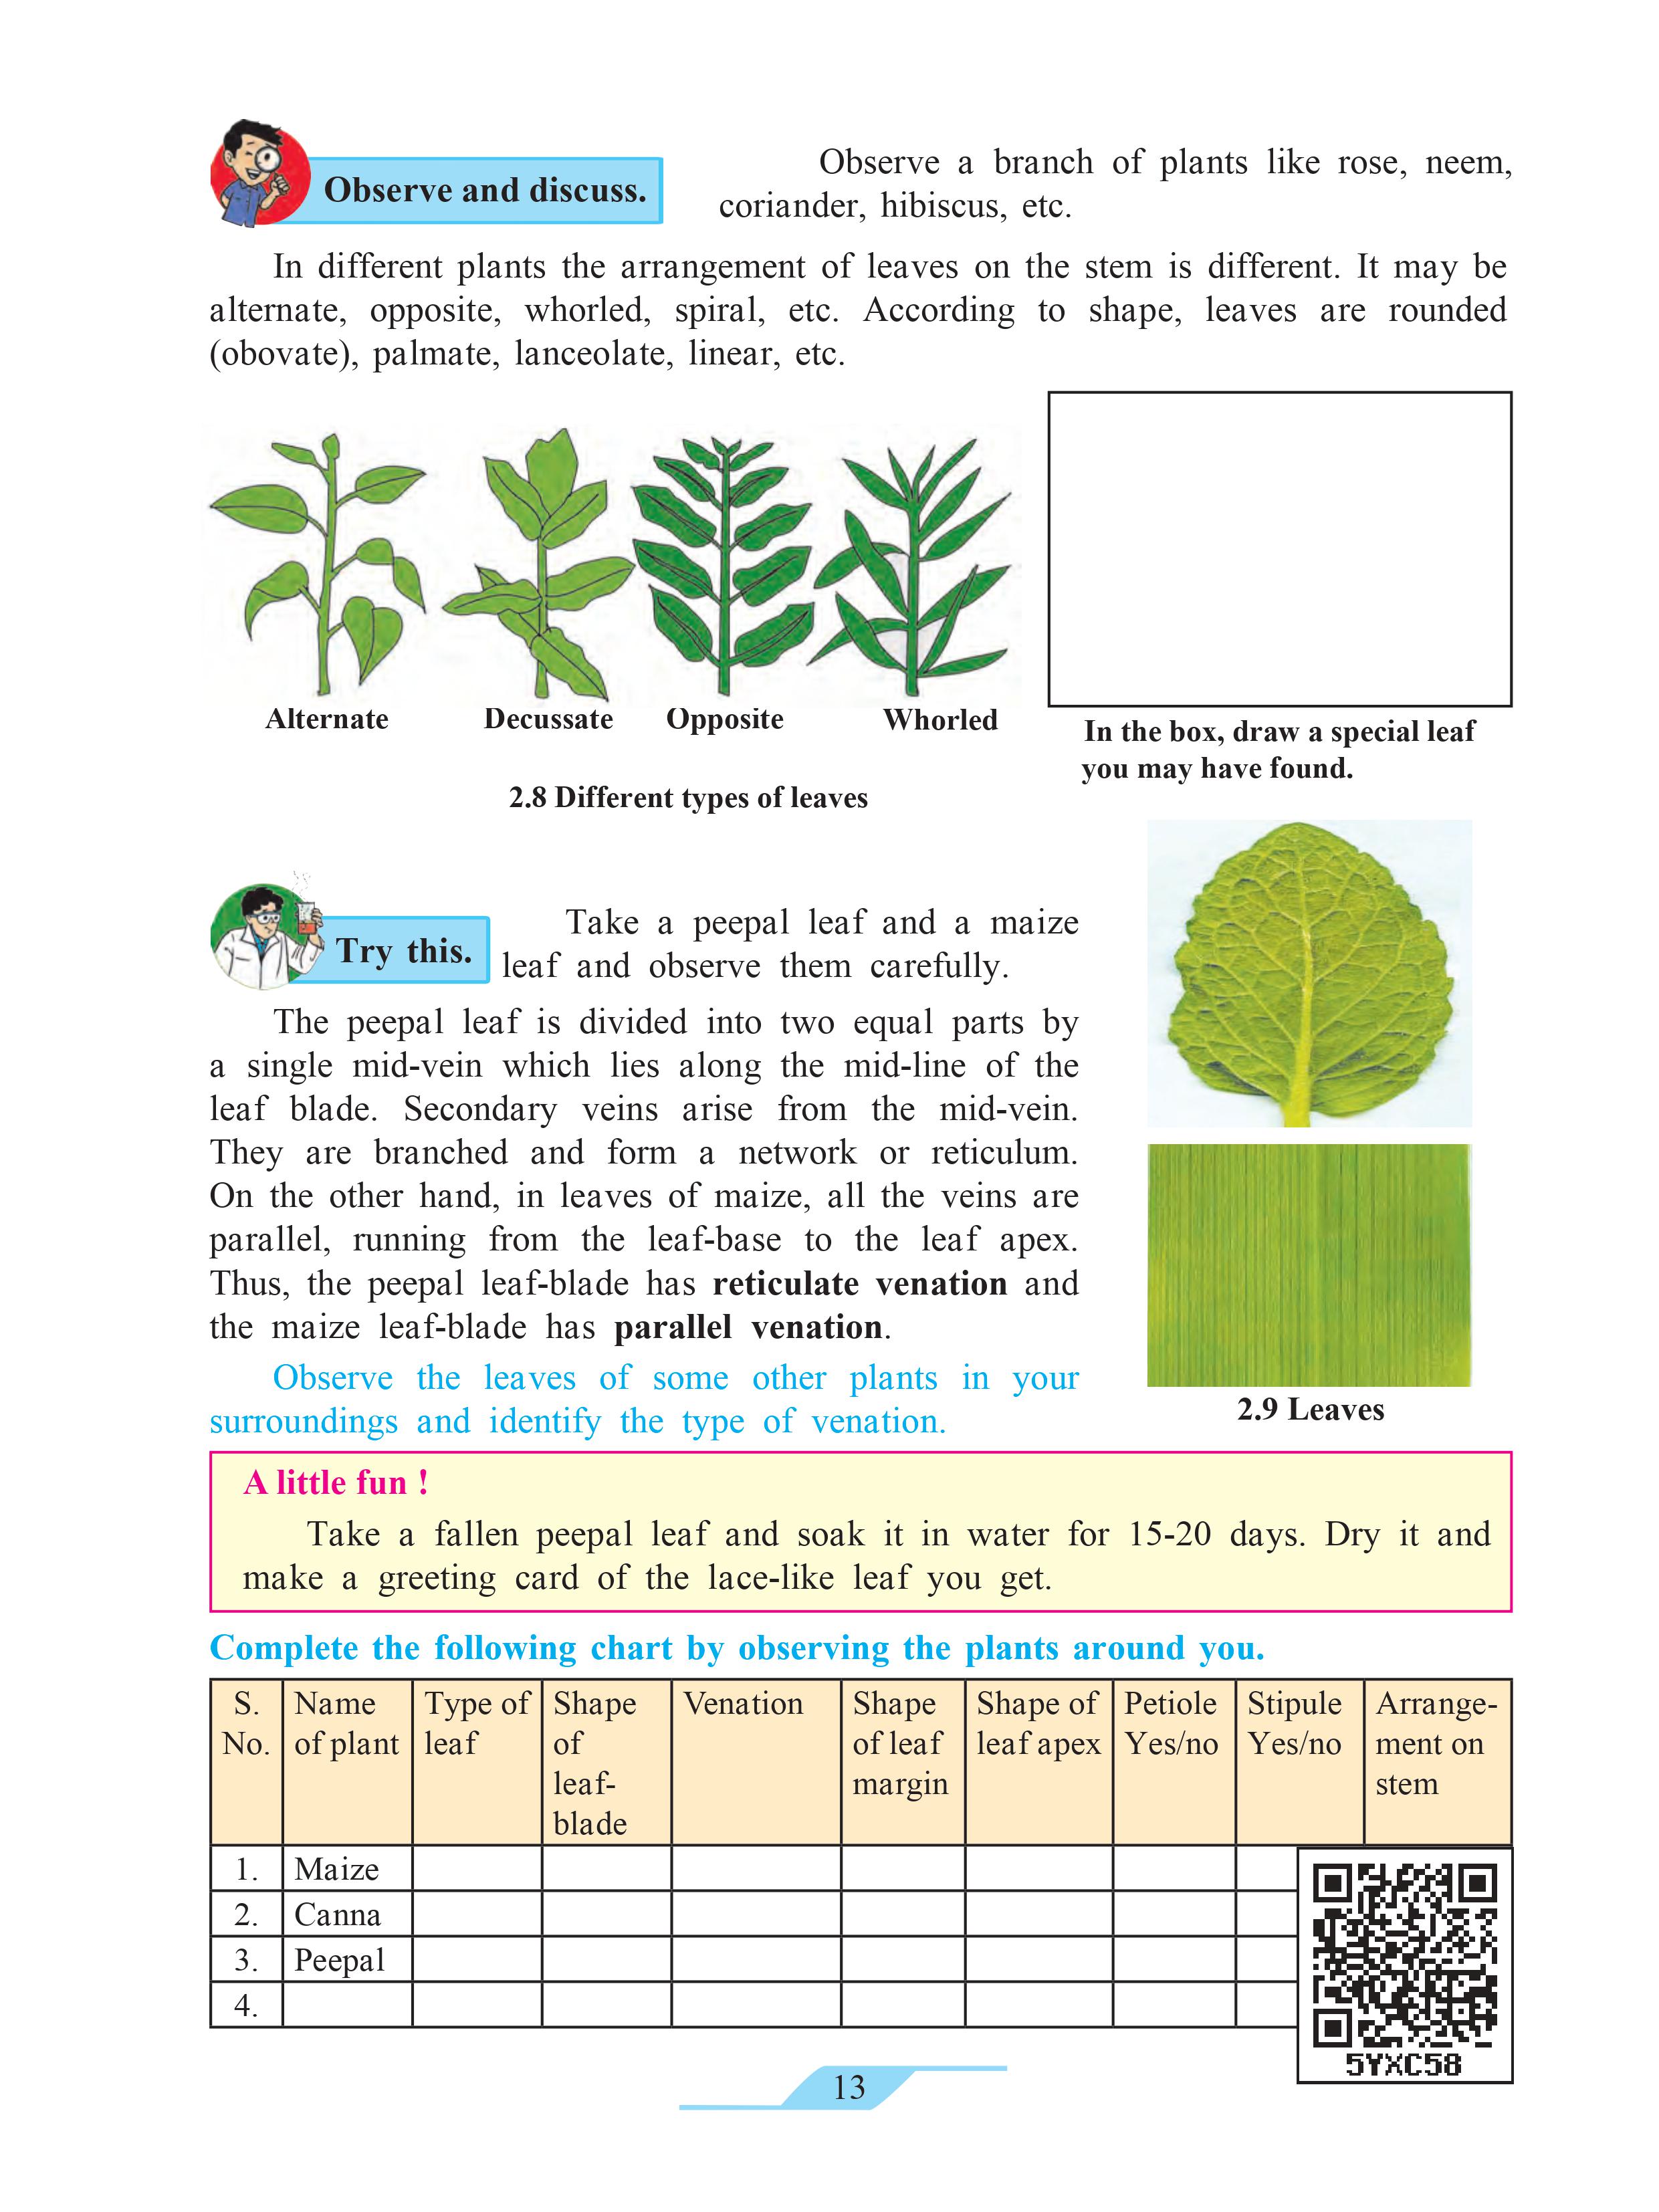 Observe and discuss.
Observe a branch of plants like rose, neem,
coriander, hibiscus, etc.
In different plants the arrangement of leaves on the stem is different. It may be
alternate, opposite, whorled, spiral, etc. According to shape, leaves are rounded
(obovate), palmate, lanceolate, linear, etc.
Alternate Decussate Opposite Whorled
2.8 Different types of leaves
In the box, draw a special leaf
you may have found.
Try this.
Take a peepal leaf and a maize
leaf and observe them carefully.
The peepal leaf is divided into two equal parts by
a single mid-vein which lies along the mid-line of the
leaf blade. Secondary veins arise from the mid-vein.
They are branched and form a network or reticulum.
On the other hand, in leaves of maize, all the veins are
parallel, running from the leaf-base to the leaf apex.
Thus, the peepal leaf-blade has reticulate venation and
the maize leaf-blade has parallel venation.
Observe the leaves of some other plants in your
surroundings and identify the type of venation.
2.9 Leaves
A little fun !
Take a fallen peepal leaf and soak it in water for 15-20 days. Dry it and
make a greeting card of the lace-like leaf you get.
Complete the following chart by observing the plants around you.
S. Name Type of Shape Venation Shape Shape of Petiole Stipule Arrange-
No. of plant leaf of of leaf leaf apex Yes/no Yes/no ment on
leaf- margin stem
blade
1. Maize
2. Canna
3. Peepal
4.
5YXC58
13